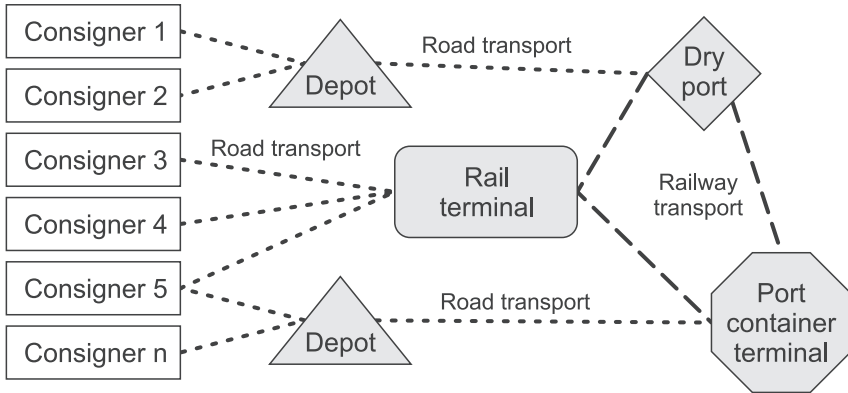 Consigner 1
Consigner 2
Consigner 3
Consigner 4
Consigner 5
Consigner n
Depot
Road transport
Dry
port
Road transport
Rail
terminal
Railway
transport
Depot
Road transport
Port
container
terminal